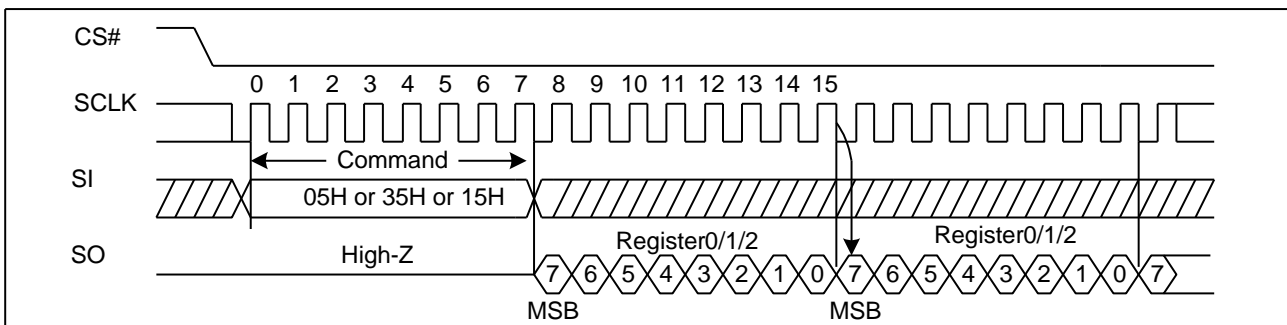 CS#
0 1 2 3 4 5 6 7 8 9 10 11 12 13 14 15
SCLK
Command
SI
05H or 35H or 15H
Register0/1/2 Register0/1/2
SO High-Z
7 6 5 4 3 2 1 0 7 6 5 4 3 2 1 0 7
MSB MSB